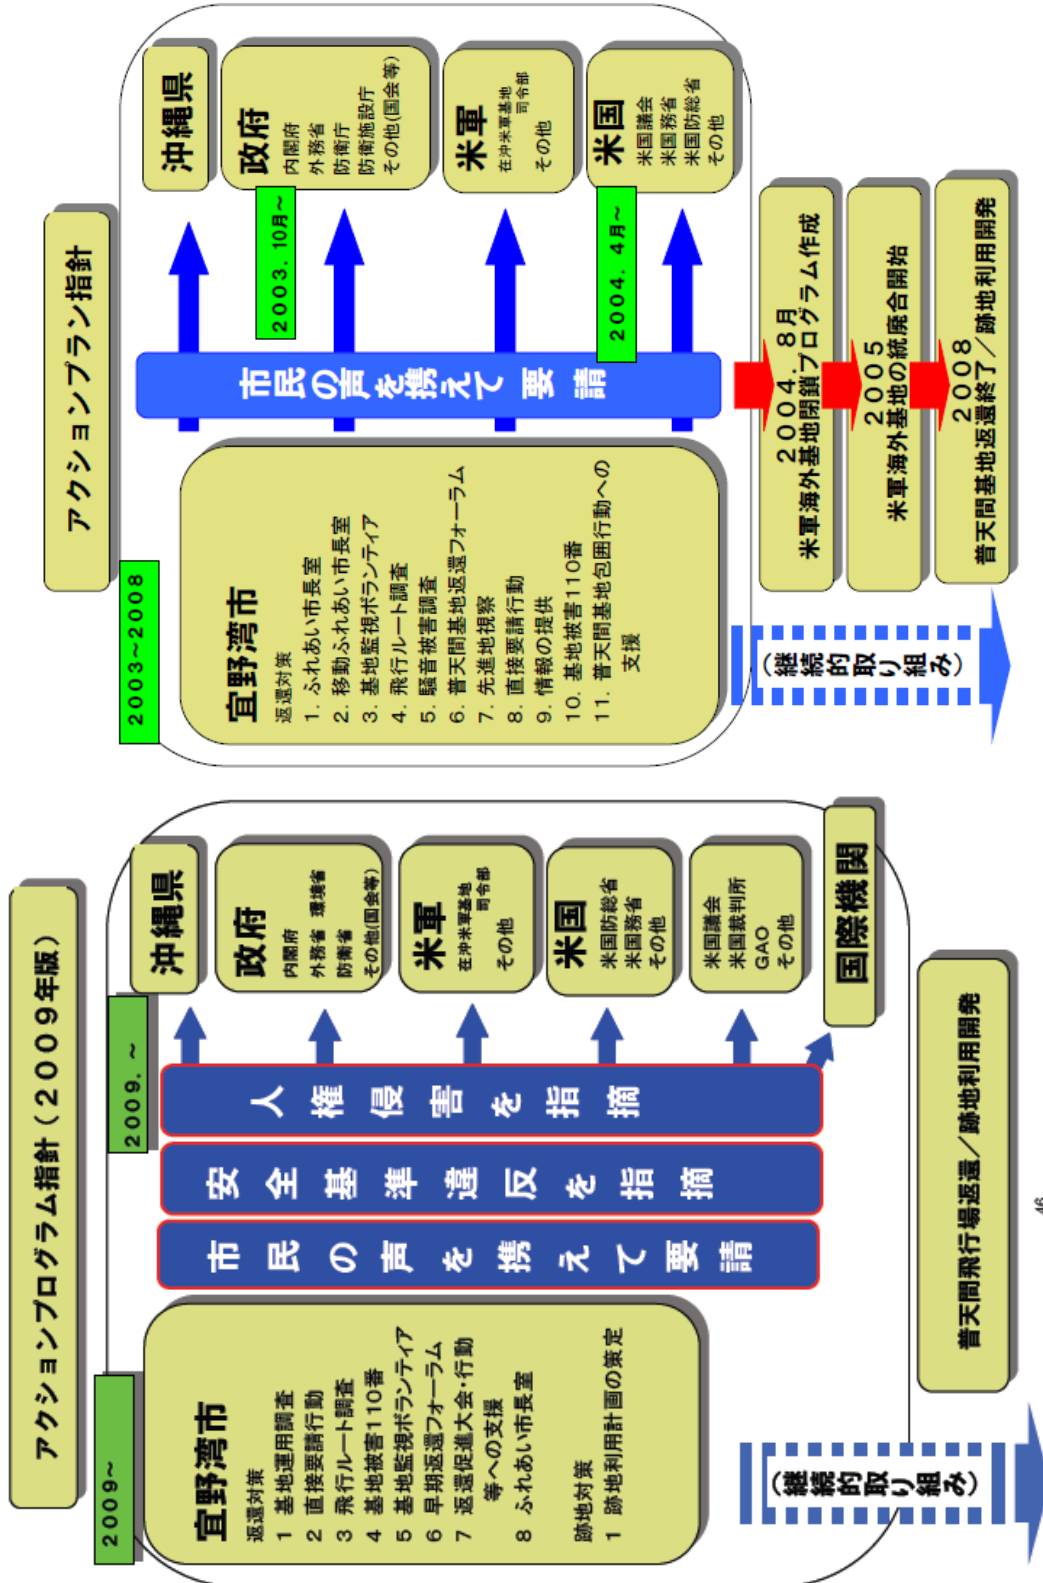 アクションプログラム指針（２００９年版）
2009～
2009. ～
宜野湾市
返還対策
1 基地運用調査
2 直接要請行動
3 飛行ルート調査
4 基地被害110番
5 基地監視ボランティア
6 早期返還フォーラム
7 返還促進大会・行動
等への支援
8 ふれあい市長室
跡地対策
1 跡地利用計画の策定
市民の声を携えて要請
安全基準違反を指摘
人権侵害を指摘
沖縄県
政府
内閣府
外務省 環境省
防衛省
その他(国会等)
米軍
在沖米軍基地
司令部
その他
米国
米国防総省
米国務省
その他
米国議会
米国裁判所
GAO
その他
国際機関
(継続的取り組み)
普天間飛行場返還／跡地利用開発
アクションプラン指針
2003～2008
宜野湾市
返還対策
1. ふれあい市長室
2. 移動ふれあい市長室
3. 基地監視ボランティア
4. 飛行ルート調査
5. 騒音被害調査
6. 普天間基地返還フォーラム
7. 先進地視察
8. 直接要請行動
9. 情報の提供
10. 基地被害110番
11. 普天間基地包囲行動への
支援
市民の声を携えて要請
2003. 10月～
2004. 4月～
沖縄県
政府
内閣府
外務省
防衛庁
防衛施設庁
その他(国会等)
米軍
在沖米軍基地
司令部
その他
米国
米国議会
米国務省
米国防総省
その他
(継続的取り組み)
２００４．８月
米軍海外基地閉鎖プログラム作成
２００５
米軍海外基地の統廃合開始
２００８
普天間基地返還終了／跡地利用開発
46